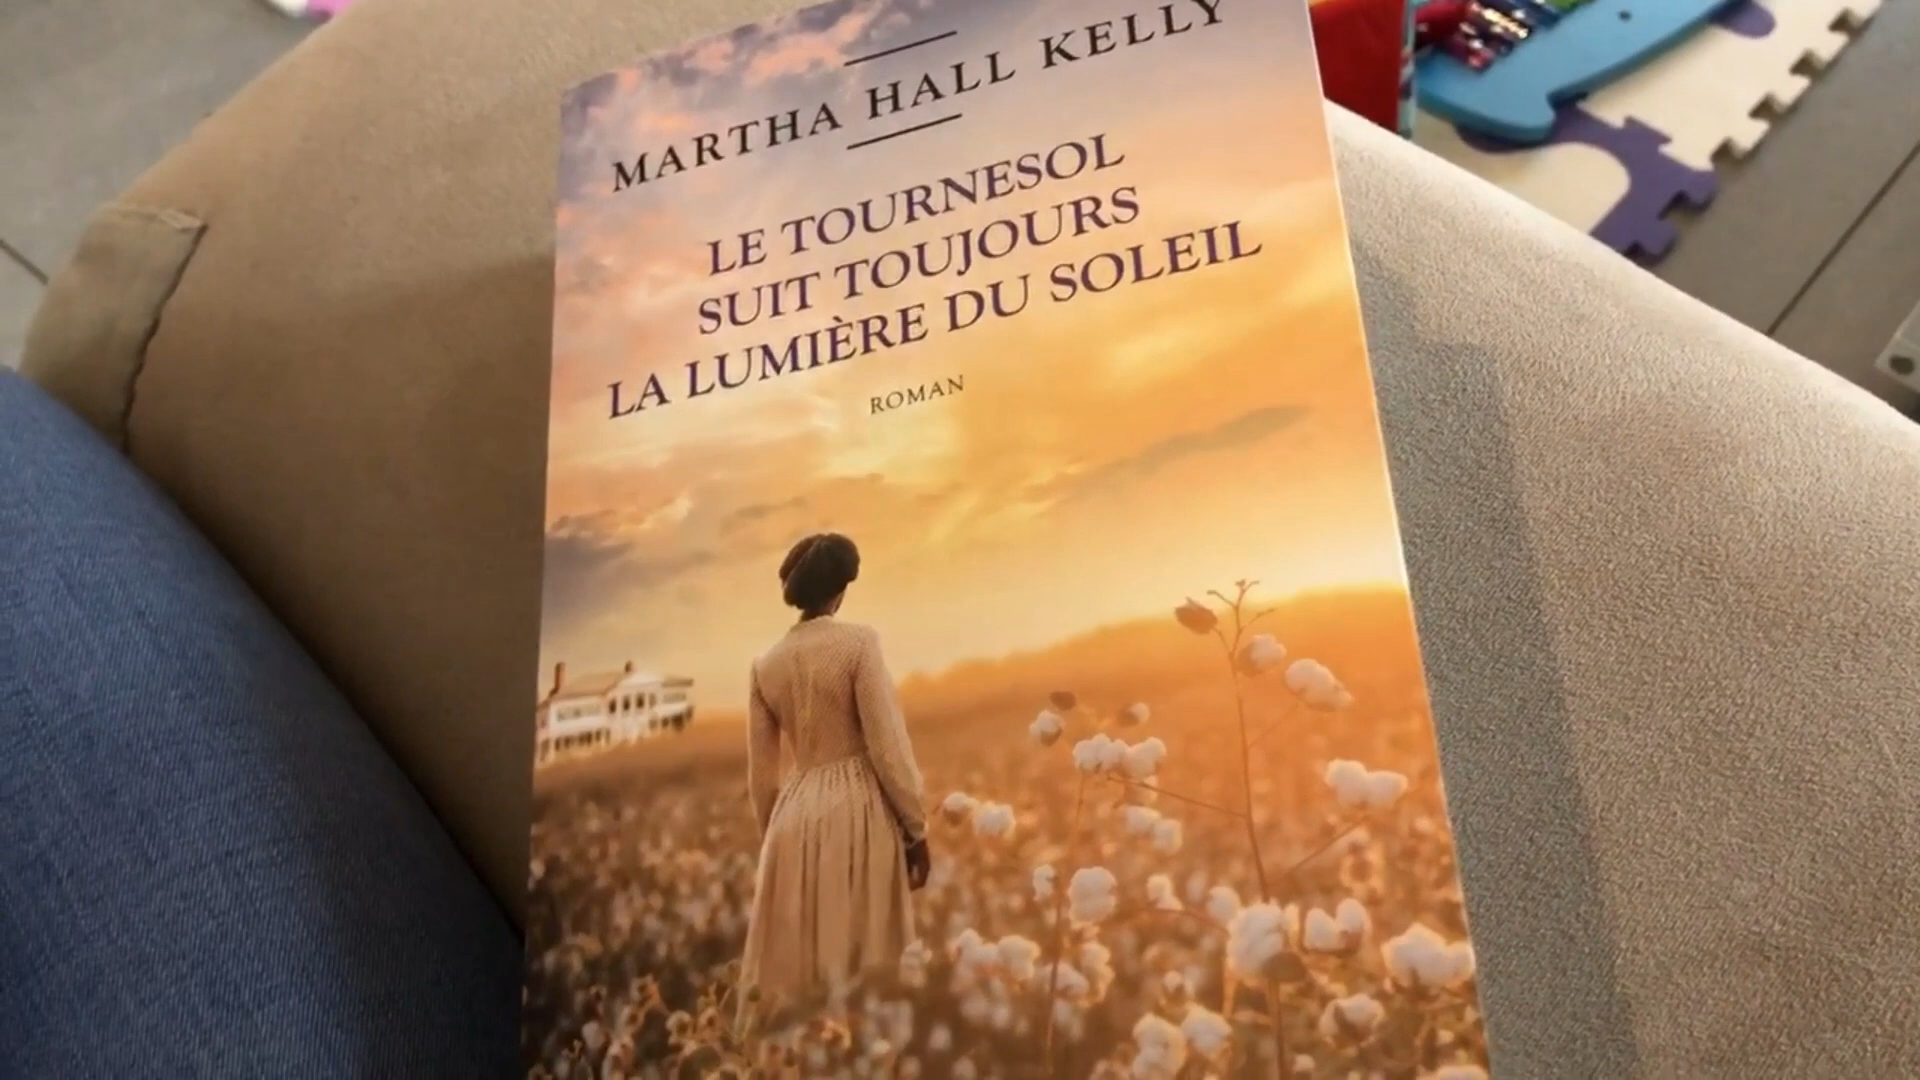 MARTHA HALL KELLY
LE TOURNESOL
SUIT TOUJOURS
LA LUMIÈRE DU SOLEIL
ROMAN